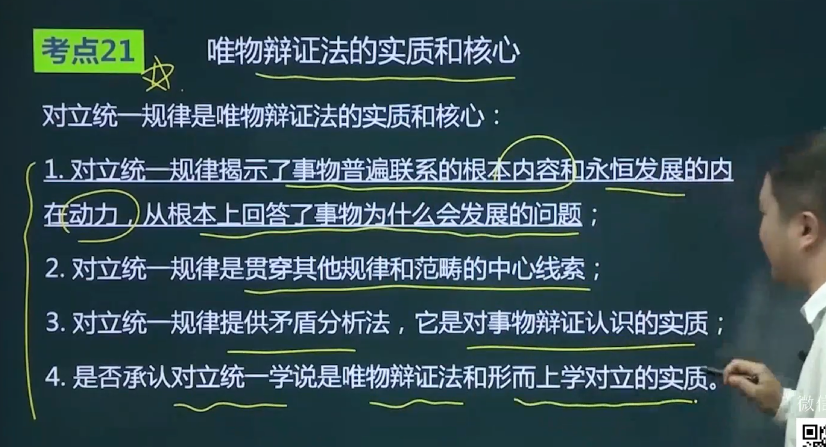 考点21
唯物辩证法的实质和核心
对立统一规律是唯物辩证法的实质和核心：
1. 对立统一规律揭示了事物普遍联系的根本内容和永恒发展的内
在动力，从根本上回答了事物为什么会发展的问题；
2. 对立统一规律是贯穿其他规律和范畴的中心线索；
3. 对立统一规律提供矛盾分析法，它是对事物辩证认识的实质；
4. 是否承认对立统一学说是唯物辩证法和形而上学对立的实质。
微信